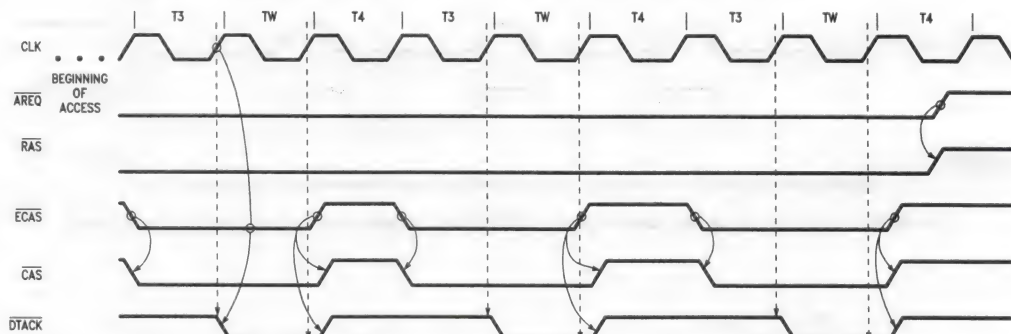 T3 TW T4 T3 TW T4 T3 TW T4
CLK
BEGINNING
OF
ACCESS
AREQ
RAS
ECAS
CAS
DTACK